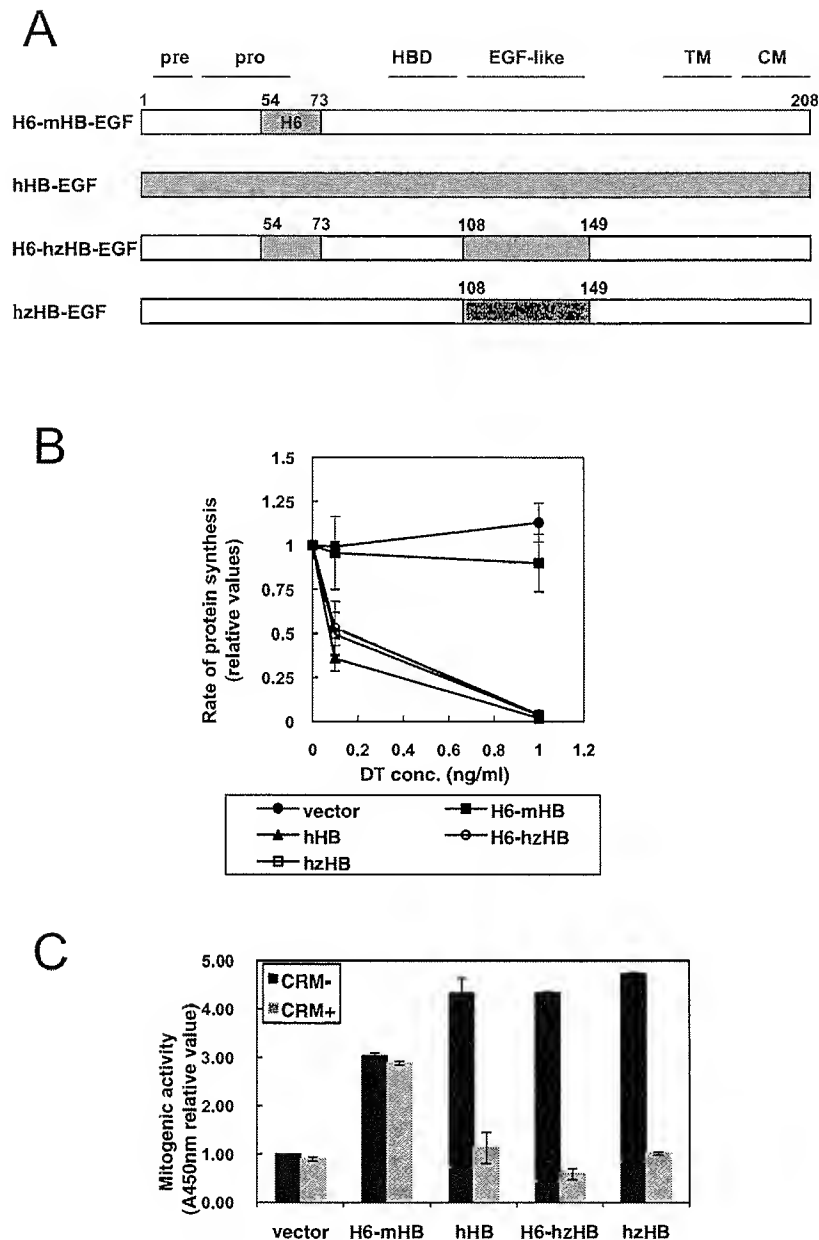 A
pre pro HBD EGF-like TM CM
1 54 73 208
H6-mHB-EGF H6
hHB-EGF
54 73 108 149
H6-hzHB-EGF
108 149
hzHB-EGF
B
Rate of protein synthesis
(relative values)
1.5
1.25
1
0.75
0.5
0.25
0
0 0.2 0.4 0.6 0.8 1 1.2
DT conc. (ng/ml)
vector H6-mHB
hHB H6-hzHB
hzHB
C
Mitogenic activity
(A450nm relative value)
5.00
4.00
3.00
2.00
1.00
0.00
CRM-
CRM+
vector H6-mHB hHB H6-hzHB hzHB